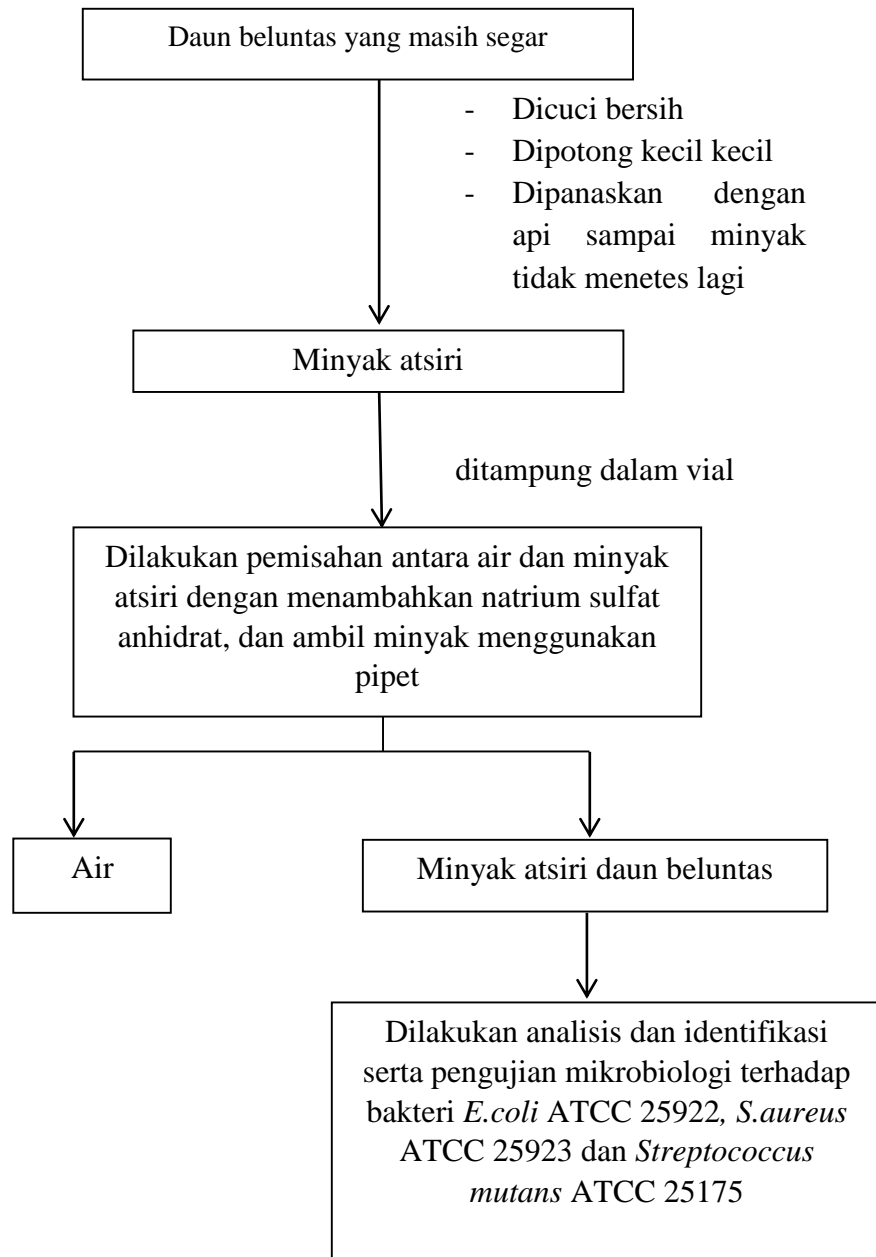 Daun beluntas yang masih segar
- Dicuci bersih
- Dipotong kecil kecil
- Dipanaskan dengan
api sampai minyak
tidak menetes lagi
Minyak atsiri
ditampung dalam vial
Dilakukan pemisahan antara air dan minyak
atsiri dengan menambahkan natrium sulfat
anhidrat, dan ambil minyak menggunakan
pipet
Air
Minyak atsiri daun beluntas
Dilakukan analisis dan identifikasi
serta pengujian mikrobiologi terhadap
bakteri E.coli ATCC 25922, S.aureus
ATCC 25923 dan Streptococcus
mutans ATCC 25175